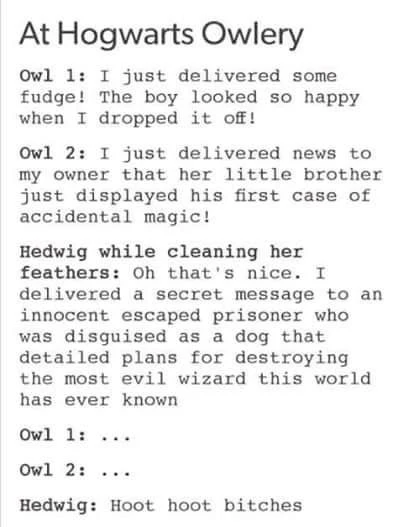 At Hogwarts Owlery
Owl 1: I just delivered some
fudge! The boy looked so happy
when I dropped it off!
Owl 2: I just delivered news to
my owner that her little brother
just displayed his first case of
accidental magic!
Hedwig while cleaning her
feathers: Oh that's nice. I
delivered a secret message to an
innocent escaped prisoner who
was disguised as a dog that
detailed plans for destroying
the most evil wizard this world
has ever known
Owl 1: ...
Owl 2: ...
Hedwig: Hoot hoot bitches